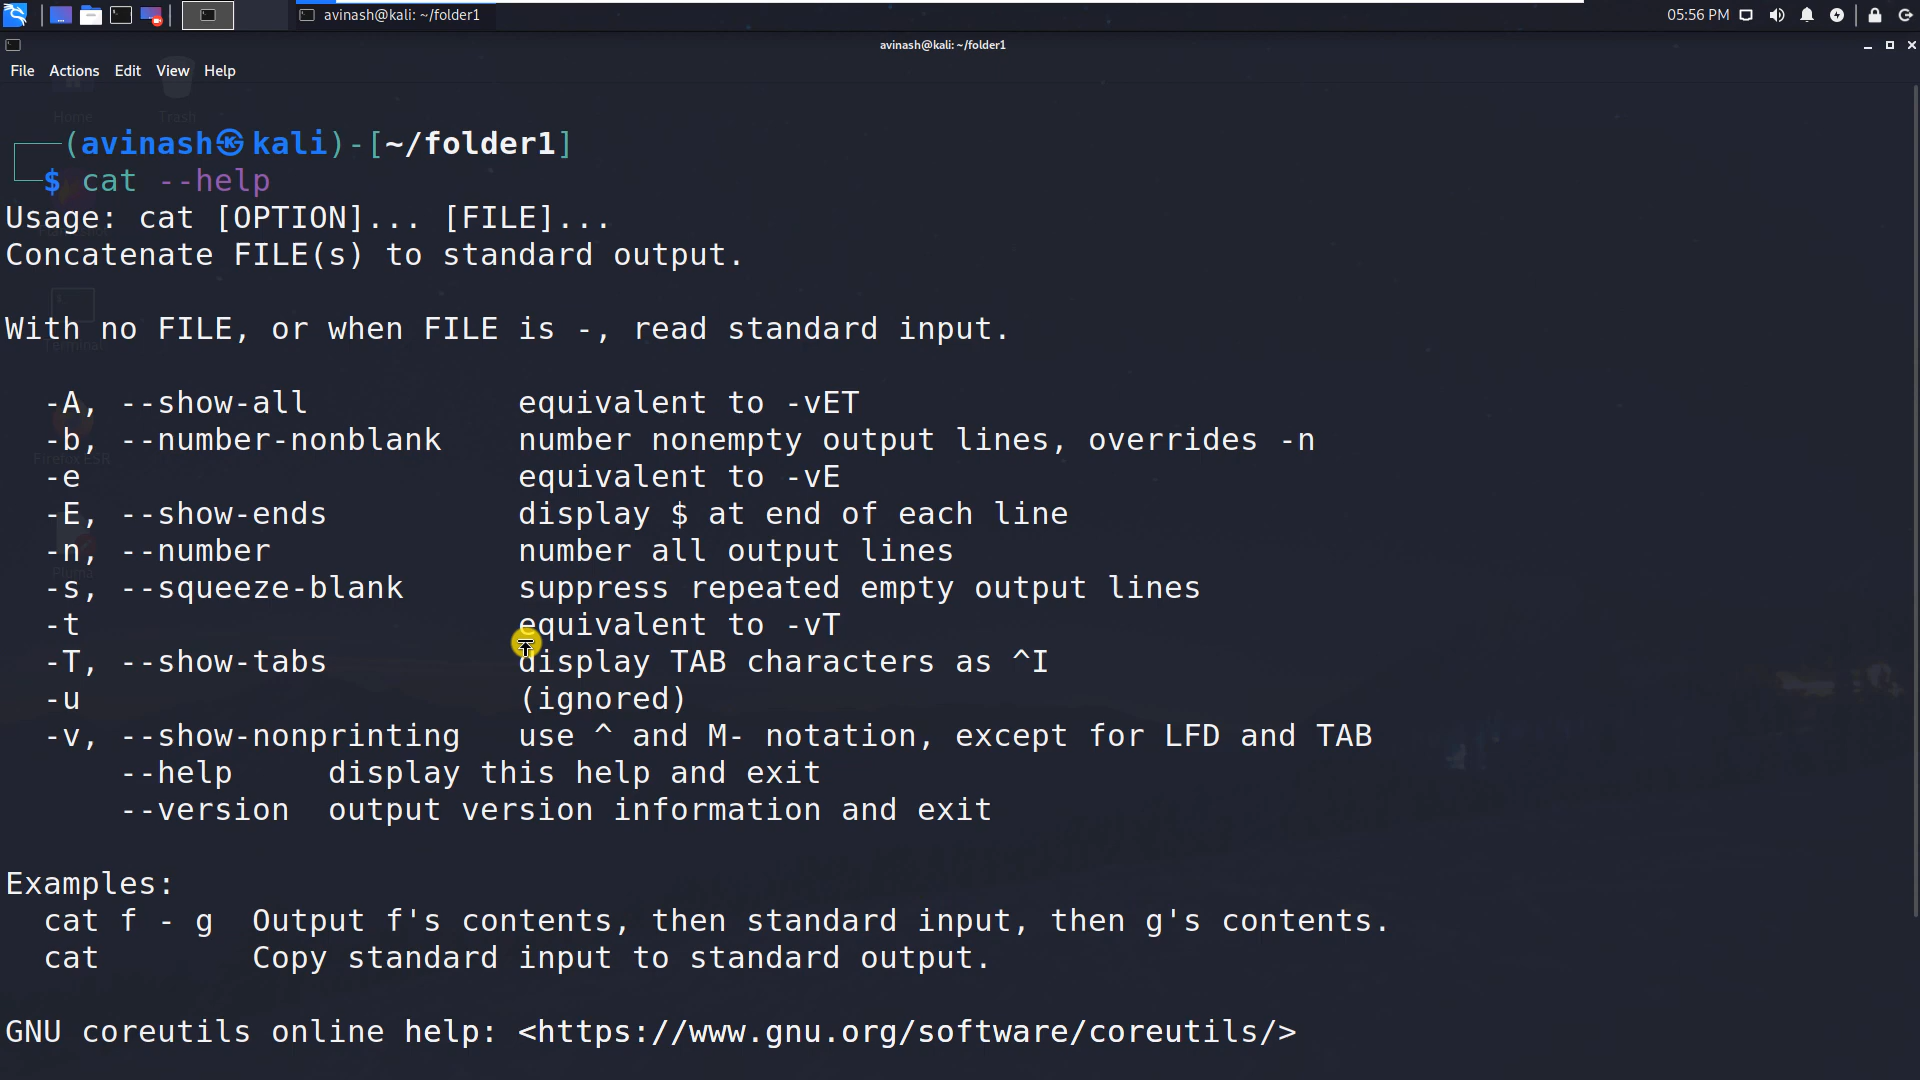 avinash@kali: ~/folder1
05:56 PM
avinash@kali: ~/folder1
File Actions Edit View Help
Home
Trash
(avinash㉿kali)-[~/folder1]
$ cat --help
Usage: cat [OPTION]... [FILE]...
Concatenate FILE(s) to standard output.
With no FILE, or when FILE is -, read standard input.
Terminal
-A, --show-all equivalent to -vET
-b, --number-nonblank number nonempty output lines, overrides -n
Firefox ESR
-e equivalent to -vE
-E, --show-ends display $ at end of each line
-n, --number number all output lines
-s, --squeeze-blank suppress repeated empty output lines
-t equivalent to -vT
-T, --show-tabs display TAB characters as ^I
-u (ignored)
-v, --show-nonprinting use ^ and M- notation, except for LFD and TAB
--help display this help and exit
--version output version information and exit
Examples:
cat f - g Output f's contents, then standard input, then g's contents.
cat Copy standard input to standard output.
GNU coreutils online help: <https://www.gnu.org/software/coreutils/>